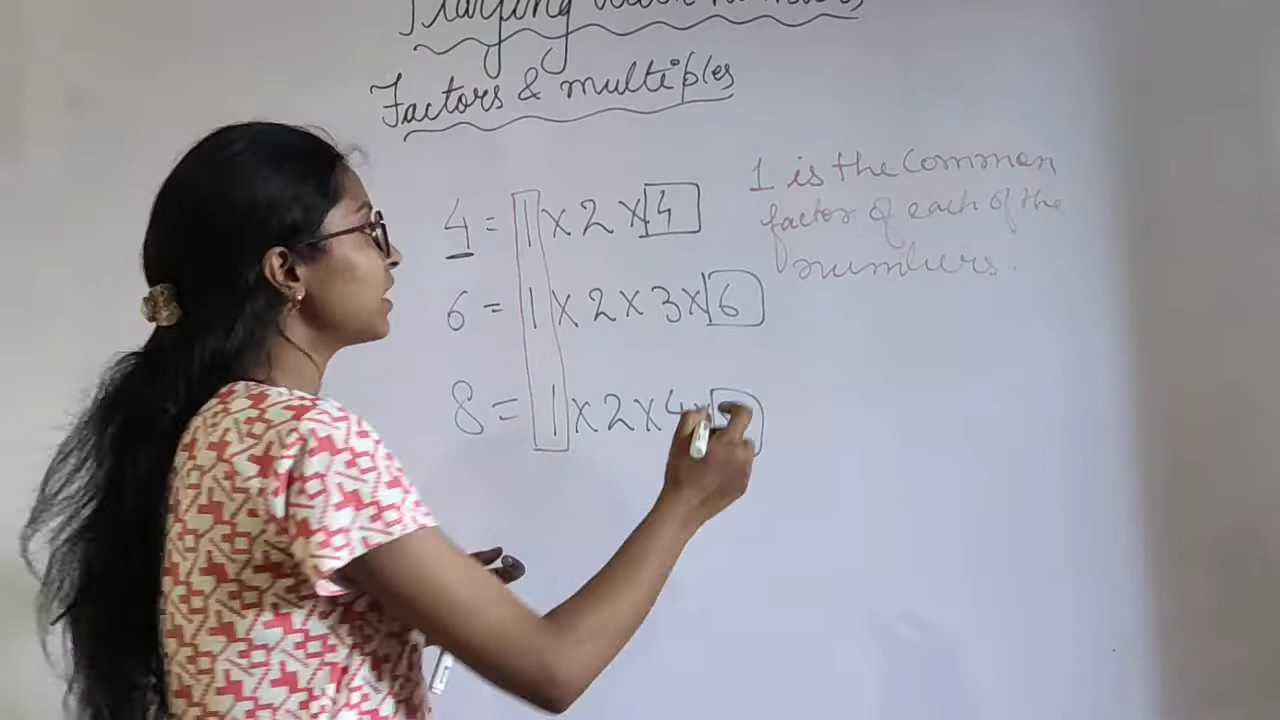 Playing
Factors & multiples
4 = 1 x 2 x 4
1 is the Common
factor of each of the
numbers.
6 = 1 x 2 x 3 x 6
8 = 1 x 2 x 4 x